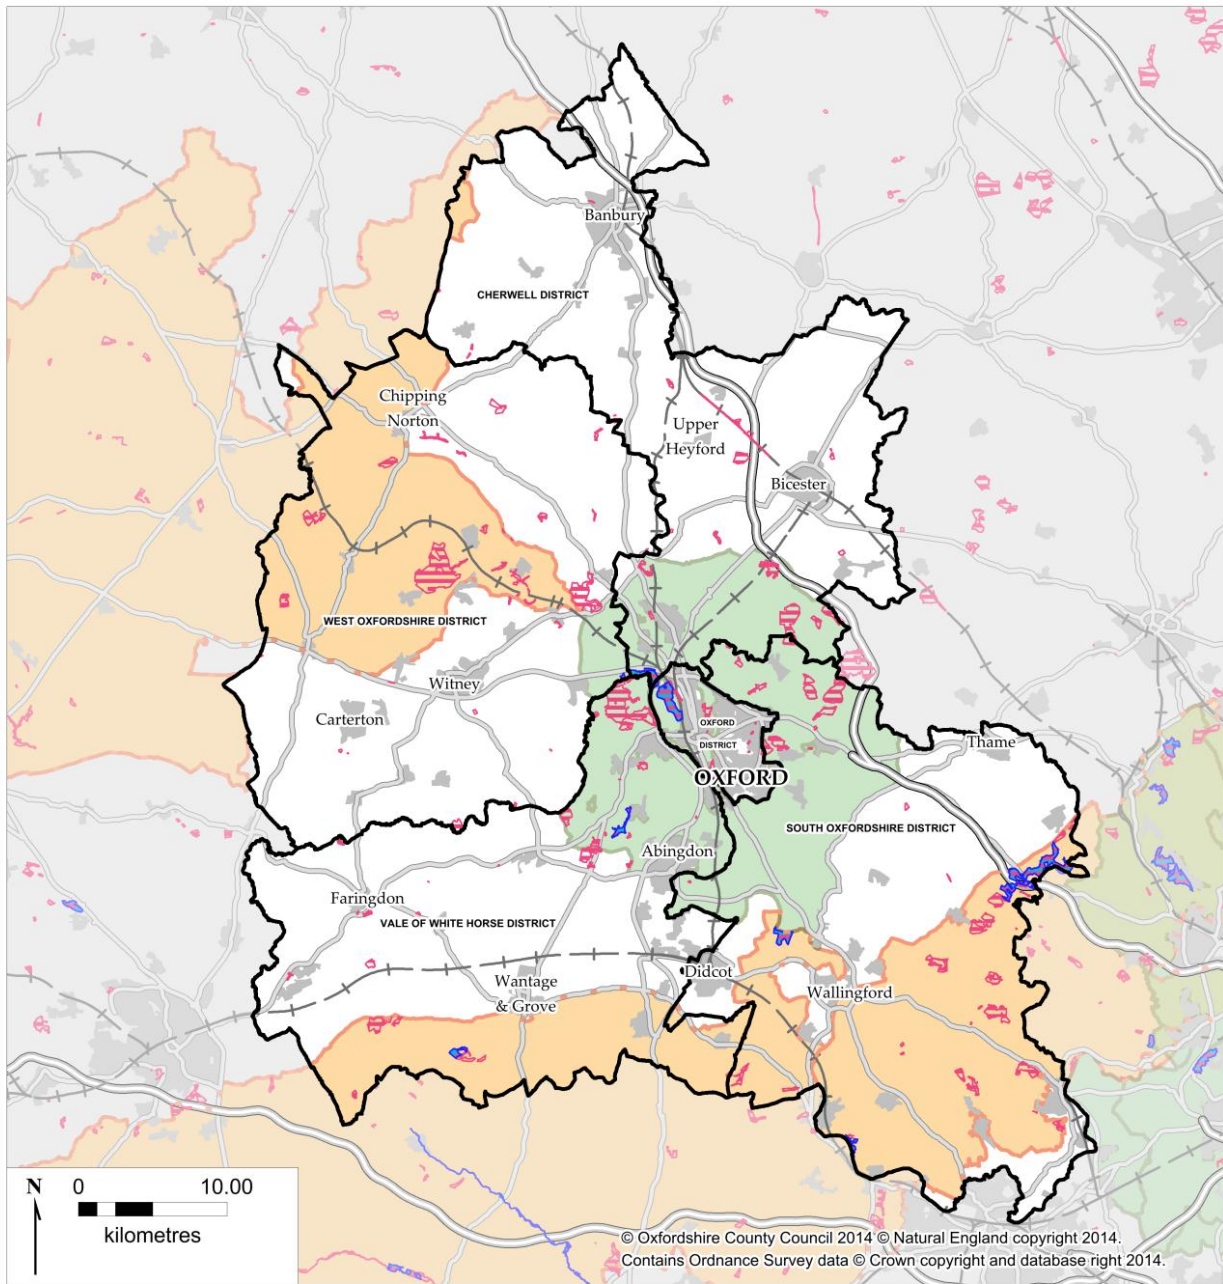 Banbury
CHERWELL DISTRICT
Chipping
Norton
Upper
Heyford
Bicester
WEST OXFORDSHIRE DISTRICT
Witney
Carterton
OXFORD
DISTRICT
OXFORD
Thame
SOUTH OXFORDSHIRE DISTRICT
Abingdon
Faringdon
VALE OF WHITE HORSE DISTRICT
Didcot
Wantage
& Grove
Wallingford
N
0 10.00
kilometres
© Oxfordshire County Council 2014 © Natural England copyright 2014.
Contains Ordnance Survey data © Crown copyright and database right 2014.